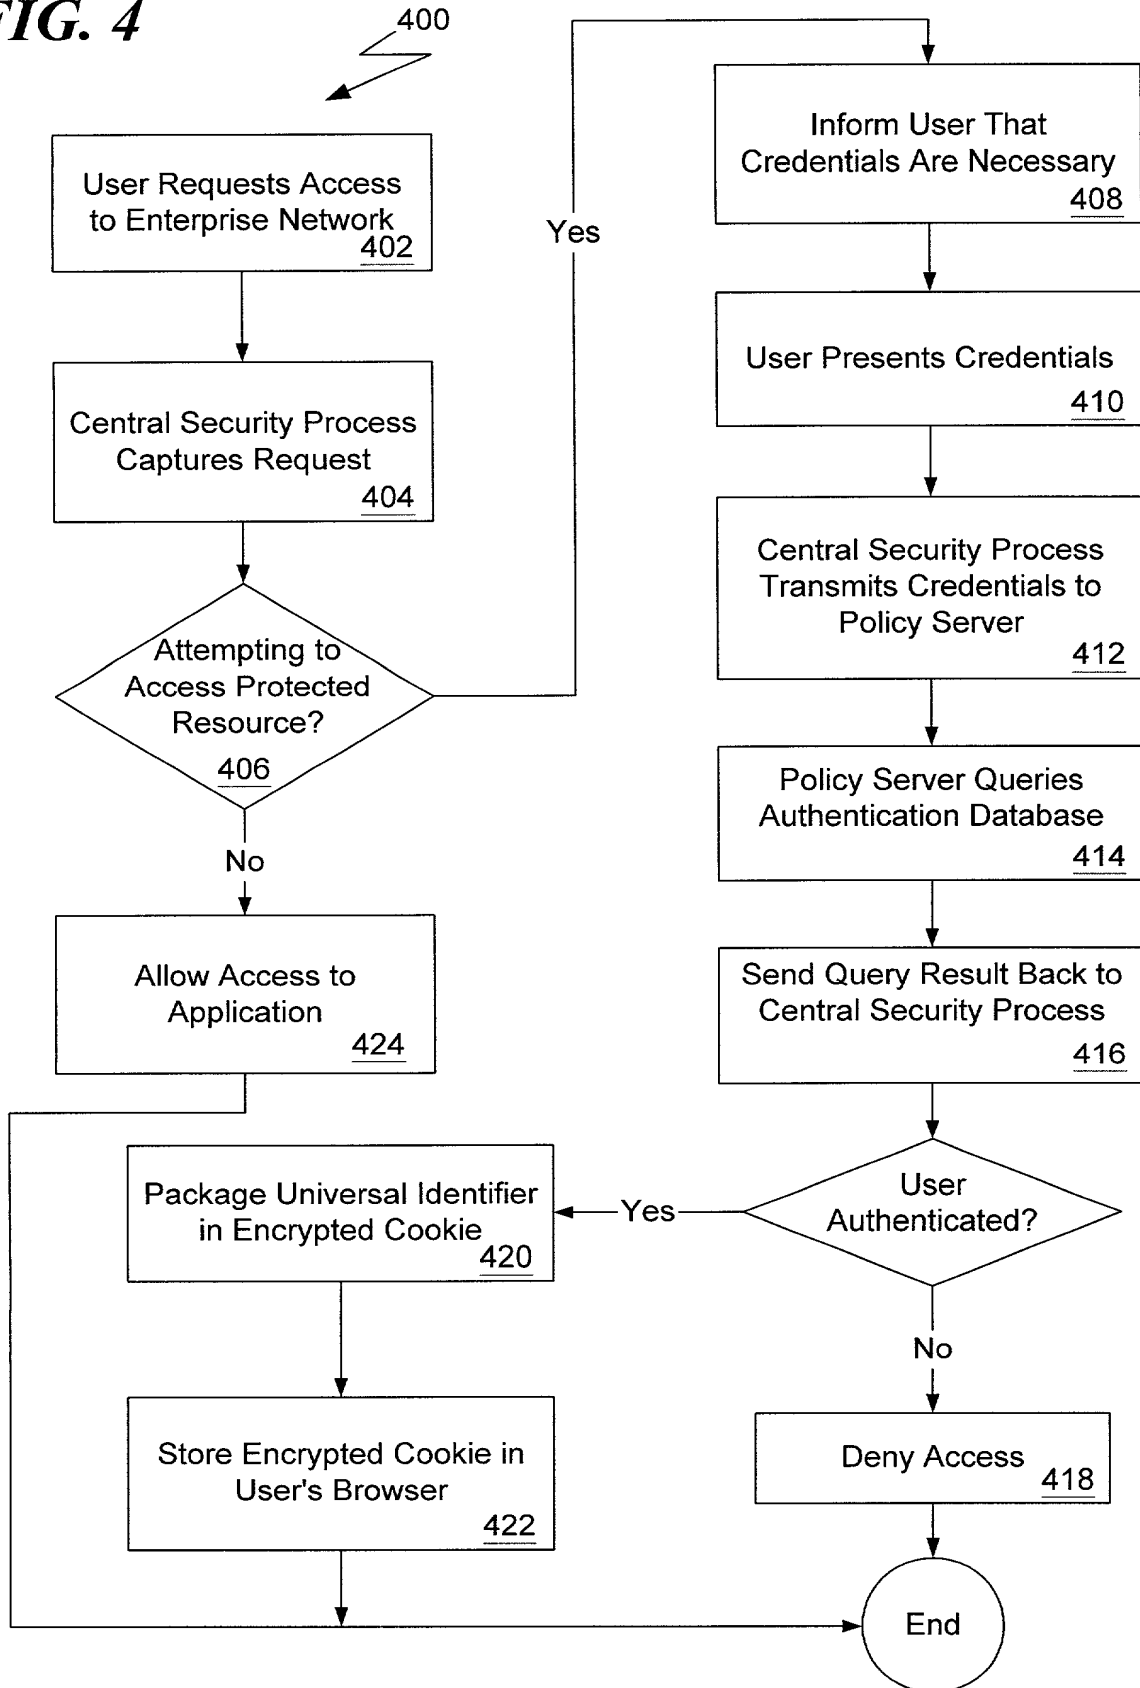 FIG. 4
400
User Requests Access
to Enterprise Network
402
Central Security Process
Captures Request
404
Attempting to
Access Protected
Resource?
406
Yes
No
Allow Access to
Application
424
Inform User That
Credentials Are Necessary
408
User Presents Credentials
410
Central Security Process
Transmits Credentials to
Policy Server
412
Policy Server Queries
Authentication Database
414
Send Query Result Back to
Central Security Process
416
User
Authenticated?
Yes
Package Universal Identifier
in Encrypted Cookie
420
Store Encrypted Cookie in
User's Browser
422
No
Deny Access
418
End